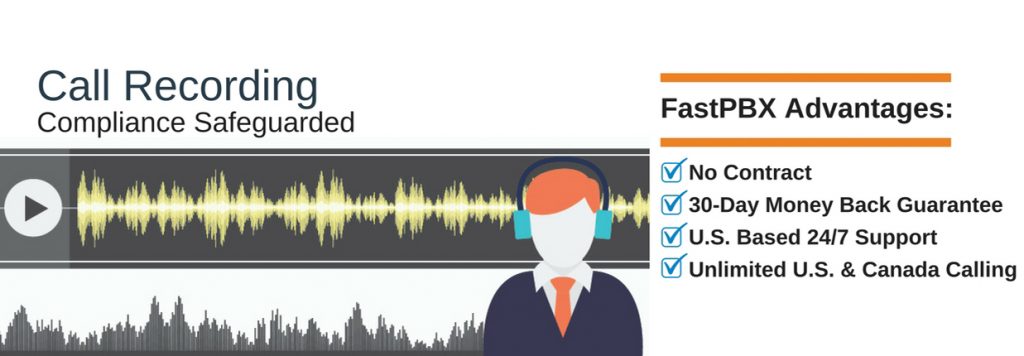 Call Recording
Compliance Safeguarded
FastPBX Advantages:
No Contract
30-Day Money Back Guarantee
U.S. Based 24/7 Support
Unlimited U.S. & Canada Calling